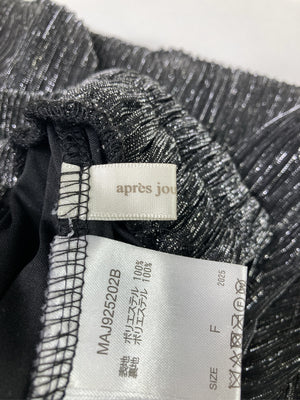 après jou
MAJ925202B
表地 ポリエステル 100%
裏地 ポリエステル 100%
SIZE F
2025